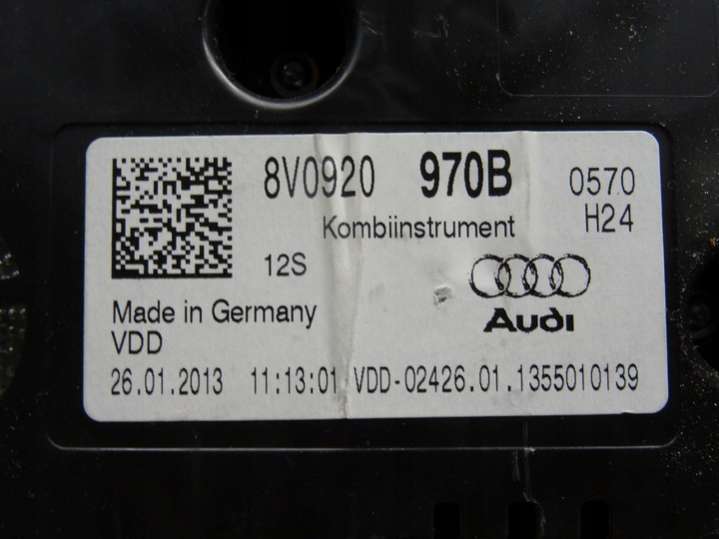 8V0920 970B 0570
Kombiinstrument H24
12S
Audi
Made in Germany
VDD
26.01.2013 11:13:01 VDD-02426.01.1355010139